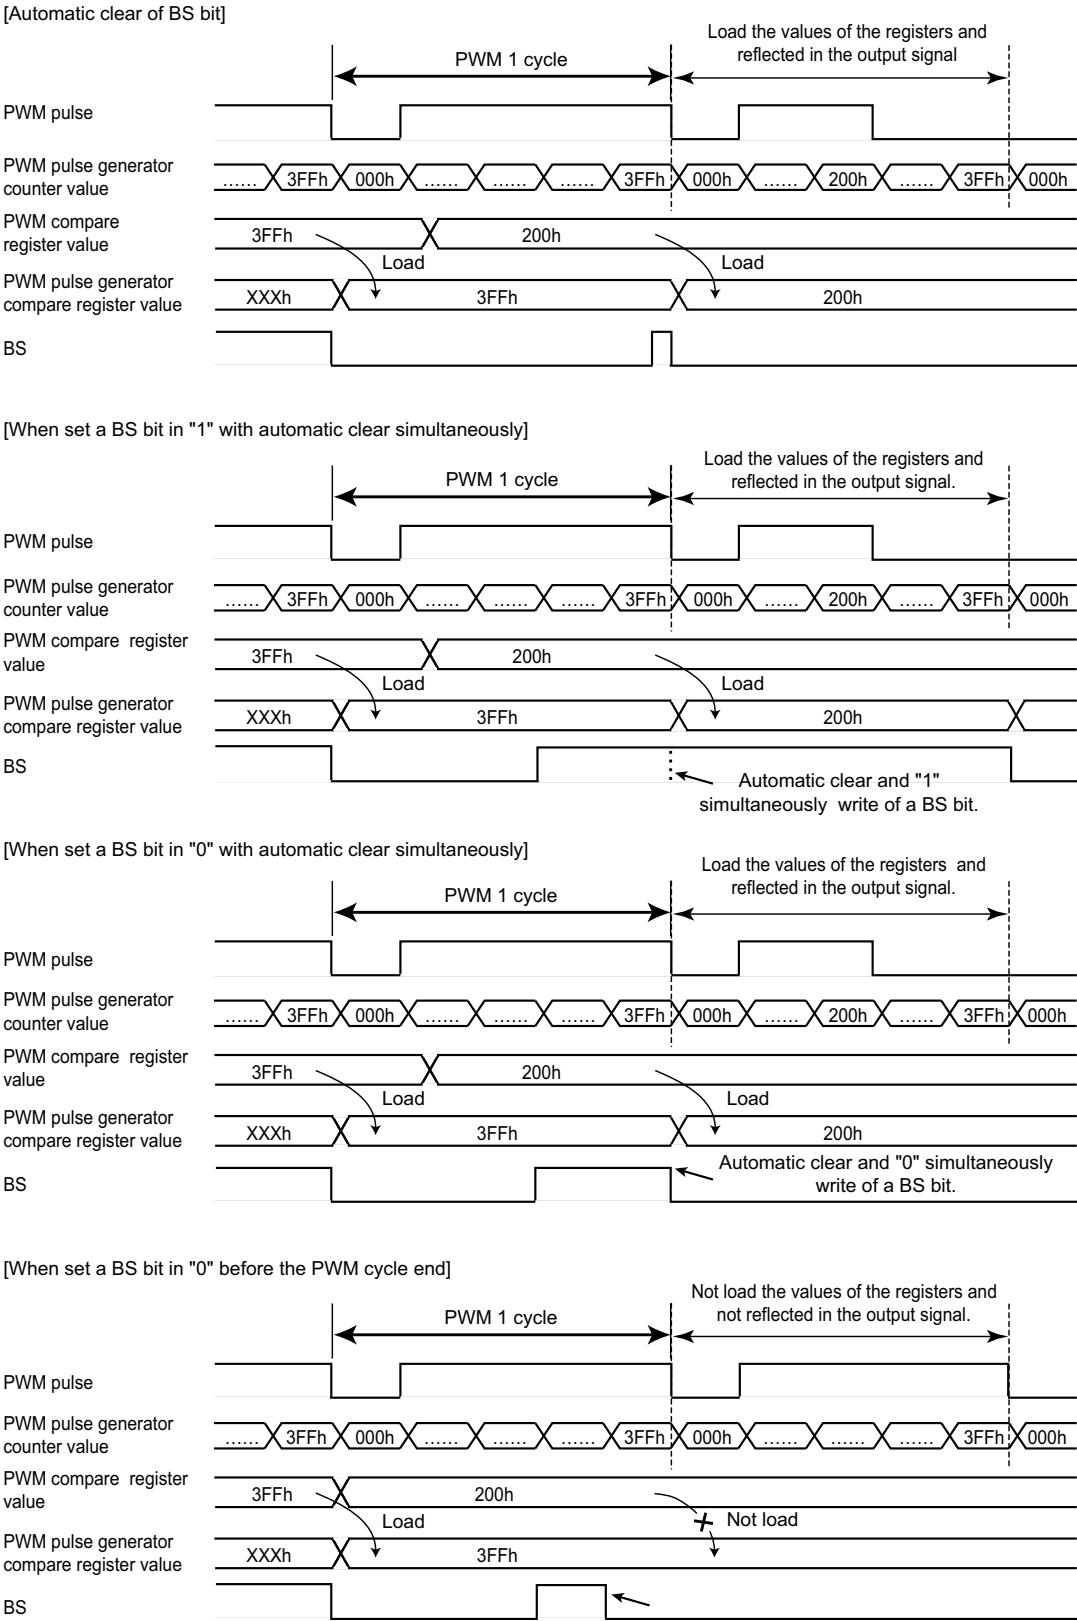 [Automatic clear of BS bit]
Load the values of the registers and
reflected in the output signal
PWM 1 cycle
PWM pulse
PWM pulse generator
counter value
...... 3FFh 000h ...... ...... ...... 3FFh 000h ...... 200h ...... 3FFh 000h
PWM compare
register value
3FFh 200h
Load Load
PWM pulse generator
compare register value
XXXh 3FFh 200h
BS
[When set a BS bit in "1" with automatic clear simultaneously]
Load the values of the registers and
reflected in the output signal.
PWM 1 cycle
PWM pulse
PWM pulse generator
counter value
...... 3FFh 000h ...... ...... ...... 3FFh 000h ...... 200h ...... 3FFh 000h
PWM compare register
value
3FFh 200h
Load Load
PWM pulse generator
compare register value
XXXh 3FFh 200h
BS
Automatic clear and "1"
simultaneously write of a BS bit.
[When set a BS bit in "0" with automatic clear simultaneously]
Load the values of the registers and
reflected in the output signal.
PWM 1 cycle
PWM pulse
PWM pulse generator
counter value
...... 3FFh 000h ...... ...... ...... 3FFh 000h ...... 200h ...... 3FFh 000h
PWM compare register
value
3FFh 200h
Load Load
PWM pulse generator
compare register value
XXXh 3FFh 200h
BS
Automatic clear and "0" simultaneously
write of a BS bit.
[When set a BS bit in "0" before the PWM cycle end]
Not load the values of the registers and
not reflected in the output signal.
PWM 1 cycle
PWM pulse
PWM pulse generator
counter value
...... 3FFh 000h ...... ...... ...... 3FFh 000h ...... ...... ...... 3FFh 000h
PWM compare register
value
3FFh 200h
Load Not load
PWM pulse generator
compare register value
XXXh 3FFh
BS